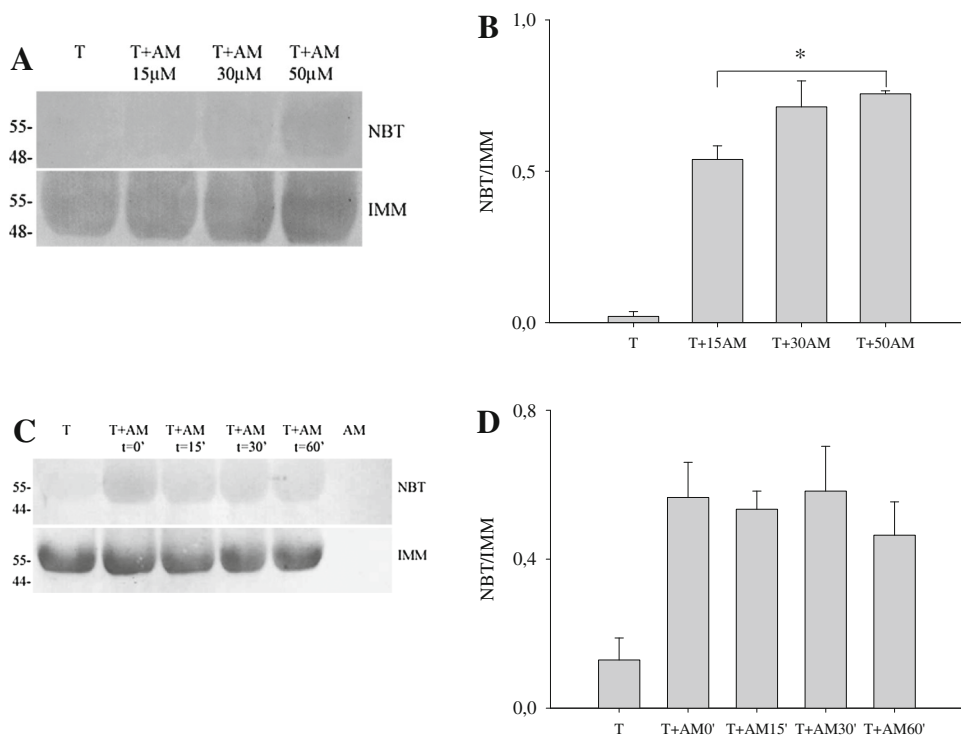 A
T T+AM T+AM T+AM
15µM 30µM 50µM
55-
48-
NBT
55-
48-
IMM
B
NBT/IMM
1,0
0,5
0,0
*
T T+15AM T+30AM T+50AM
C
T T+AM T+AM T+AM T+AM AM
t=0‘ t=15‘ t=30‘ t=60‘
55-
44-
NBT
55-
44-
IMM
D
NBT/IMM
0,8
0,4
0,0
T T+AM0' T+AM15' T+AM30' T+AM60'